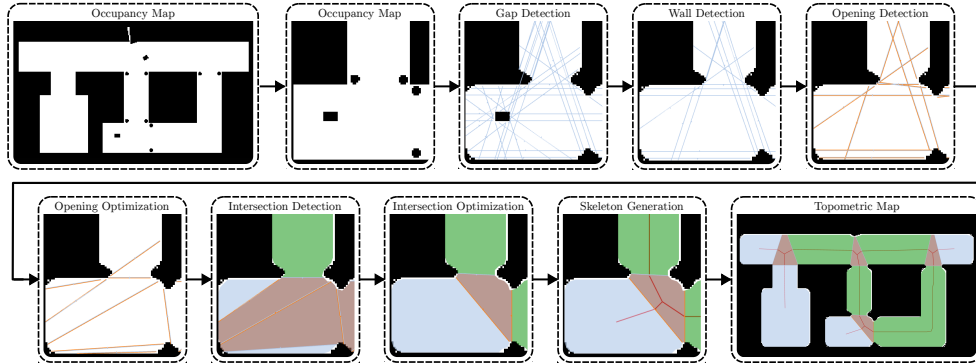 Occupancy Map
Occupancy Map
Gap Detection
Wall Detection
Opening Detection
Opening Optimization
Intersection Detection
Intersection Optimization
Skeleton Generation
Topometric Map